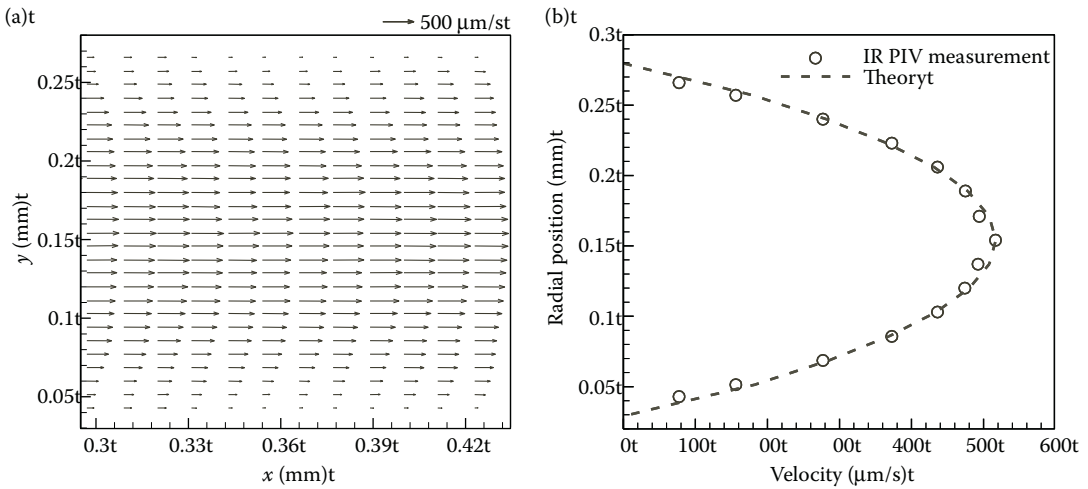 (a)t
500 μm/st
0.25t
0.2t
0.15t
0.1t
0.05t
y (mm)t
0.3t 0.33t 0.36t 0.39t 0.42t
x (mm)t
(b)t
0.3t
0.25t
0.2t
0.15t
0.1t
0.05t
Radial position (mm)t
IR PIV measurement
Theoryt
0t 100t 00t 00t 400t 500t 600t
Velocity (μm/s)t